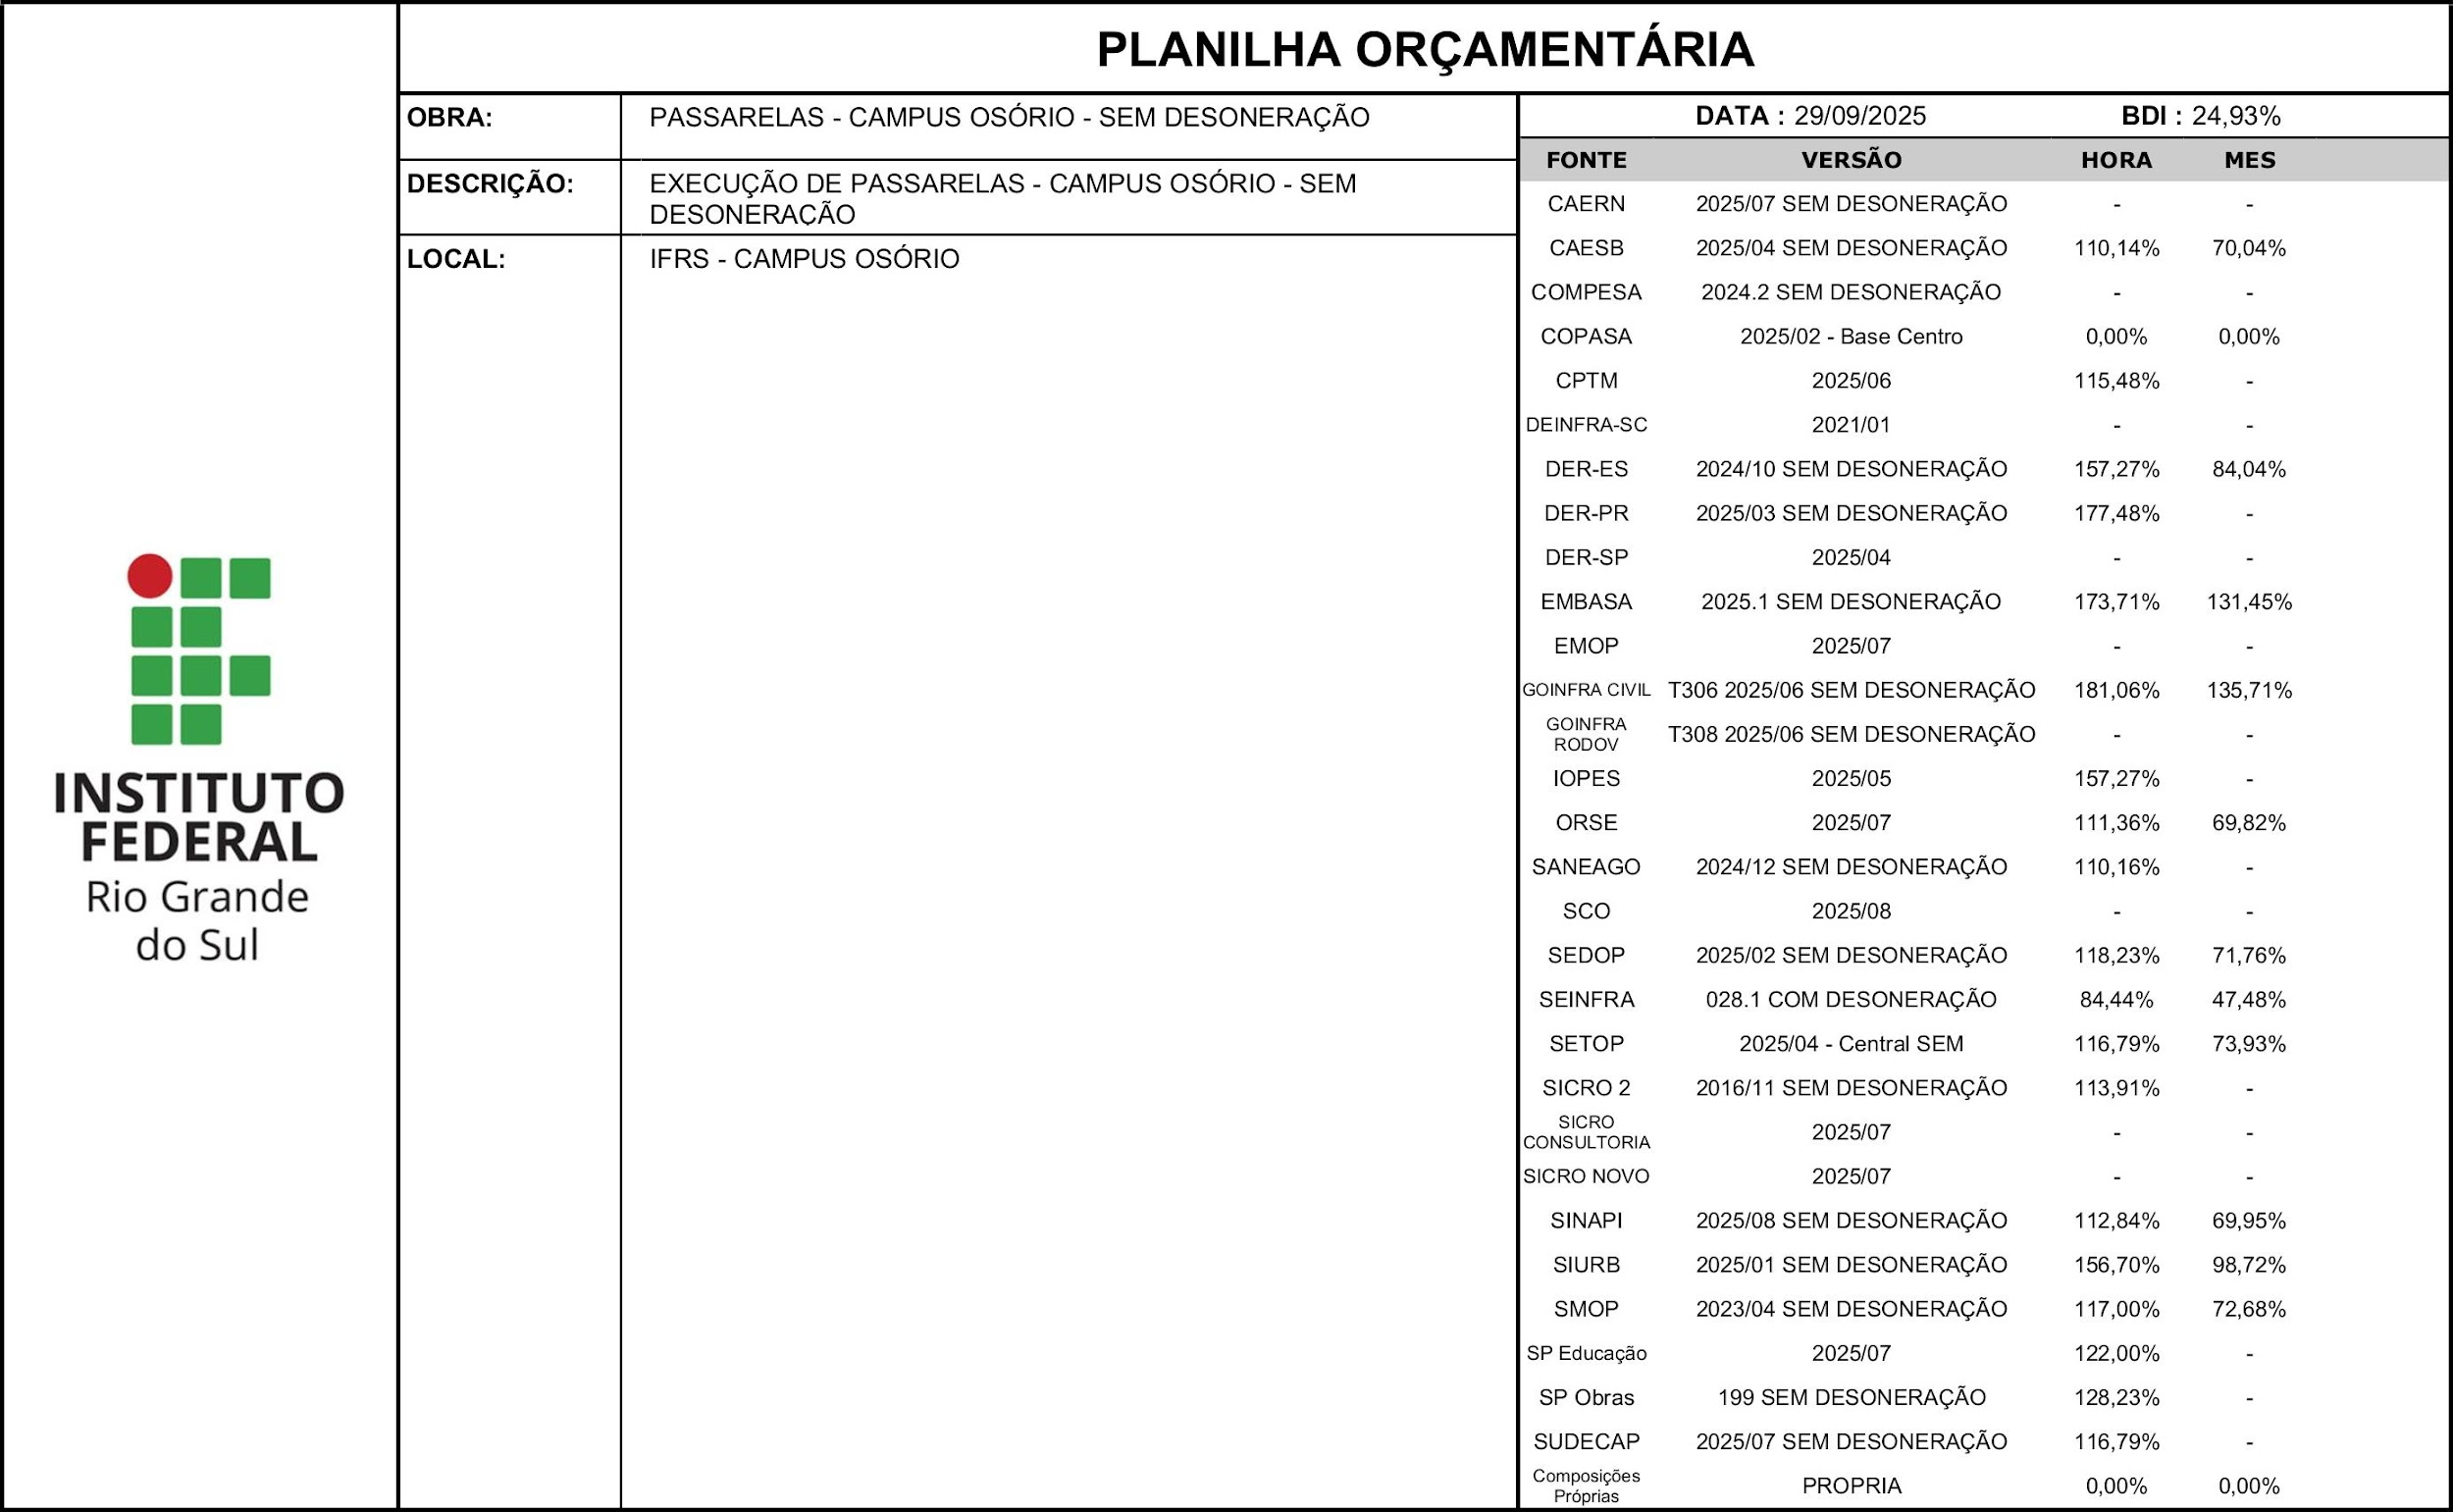 PLANILHA ORÇAMENTÁRIA
OBRA: PASSARELAS - CAMPUS OSÓRIO - SEM DESONERAÇÃO
DESCRIÇÃO: EXECUÇÃO DE PASSARELAS - CAMPUS OSÓRIO - SEM
DESONERAÇÃO
LOCAL: IFRS - CAMPUS OSÓRIO
INSTITUTO
FEDERAL
Rio Grande
do Sul
DATA : 29/09/2025 BDI : 24,93%
FONTE VERSÃO HORA MES
CAERN 2025/07 SEM DESONERAÇÃO - -
CAESB 2025/04 SEM DESONERAÇÃO 110,14% 70,04%
COMPESA 2024.2 SEM DESONERAÇÃO - -
COPASA 2025/02 - Base Centro 0,00% 0,00%
CPTM 2025/06 115,48% -
DEINFRA-SC 2021/01 - -
DER-ES 2024/10 SEM DESONERAÇÃO 157,27% 84,04%
DER-PR 2025/03 SEM DESONERAÇÃO 177,48% -
DER-SP 2025/04 - -
EMBASA 2025.1 SEM DESONERAÇÃO 173,71% 131,45%
EMOP 2025/07 - -
GOINFRA CIVIL T306 2025/06 SEM DESONERAÇÃO 181,06% 135,71%
GOINFRA
RODOV T308 2025/06 SEM DESONERAÇÃO - -
IOPES 2025/05 157,27% -
ORSE 2025/07 111,36% 69,82%
SANEAGO 2024/12 SEM DESONERAÇÃO 110,16% -
SCO 2025/08 - -
SEDOP 2025/02 SEM DESONERAÇÃO 118,23% 71,76%
SEINFRA 028.1 COM DESONERAÇÃO 84,44% 47,48%
SETOP 2025/04 - Central SEM 116,79% 73,93%
SICRO 2 2016/11 SEM DESONERAÇÃO 113,91% -
SICRO
CONSULTORIA 2025/07 - -
SICRO NOVO 2025/07 - -
SINAPI 2025/08 SEM DESONERAÇÃO 112,84% 69,95%
SIURB 2025/01 SEM DESONERAÇÃO 156,70% 98,72%
SMOP 2023/04 SEM DESONERAÇÃO 117,00% 72,68%
SP Educação 2025/07 122,00% -
SP Obras 199 SEM DESONERAÇÃO 128,23% -
SUDECAP 2025/07 SEM DESONERAÇÃO 116,79% -
Composições
Próprias PROPRIA 0,00% 0,00%